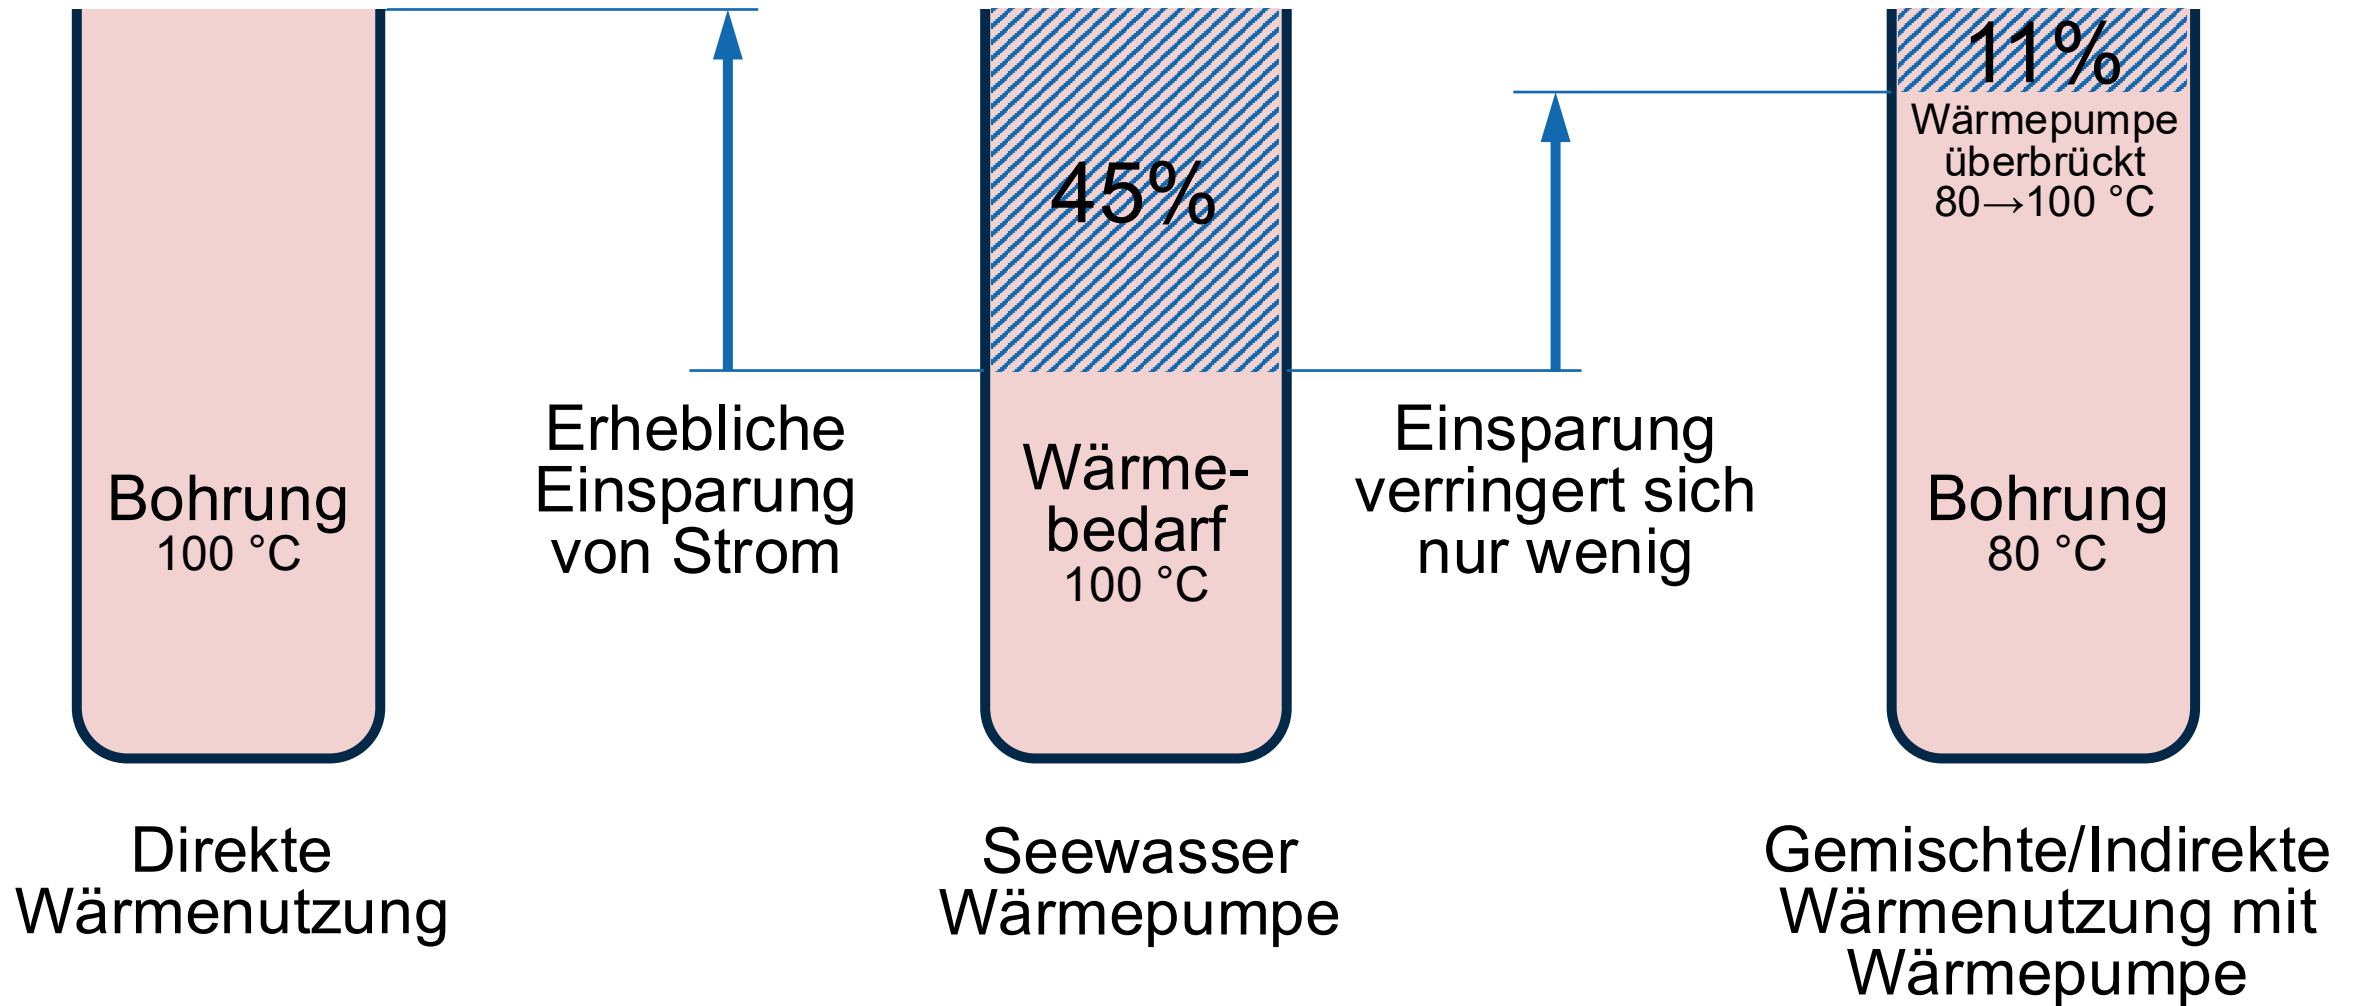 Bohrung
100 °C
Direkte
Wärmenutzung
Erhebliche
Einsparung
von Strom
45%
Wärme-
bedarf
100 °C
Seewasser
Wärmepumpe
Einsparung
verringert sich
nur wenig
11%
Wärmepumpe
überbrückt
80→100 °C
Bohrung
80 °C
Gemischte/Indirekte
Wärmenutzung mit
Wärmepumpe